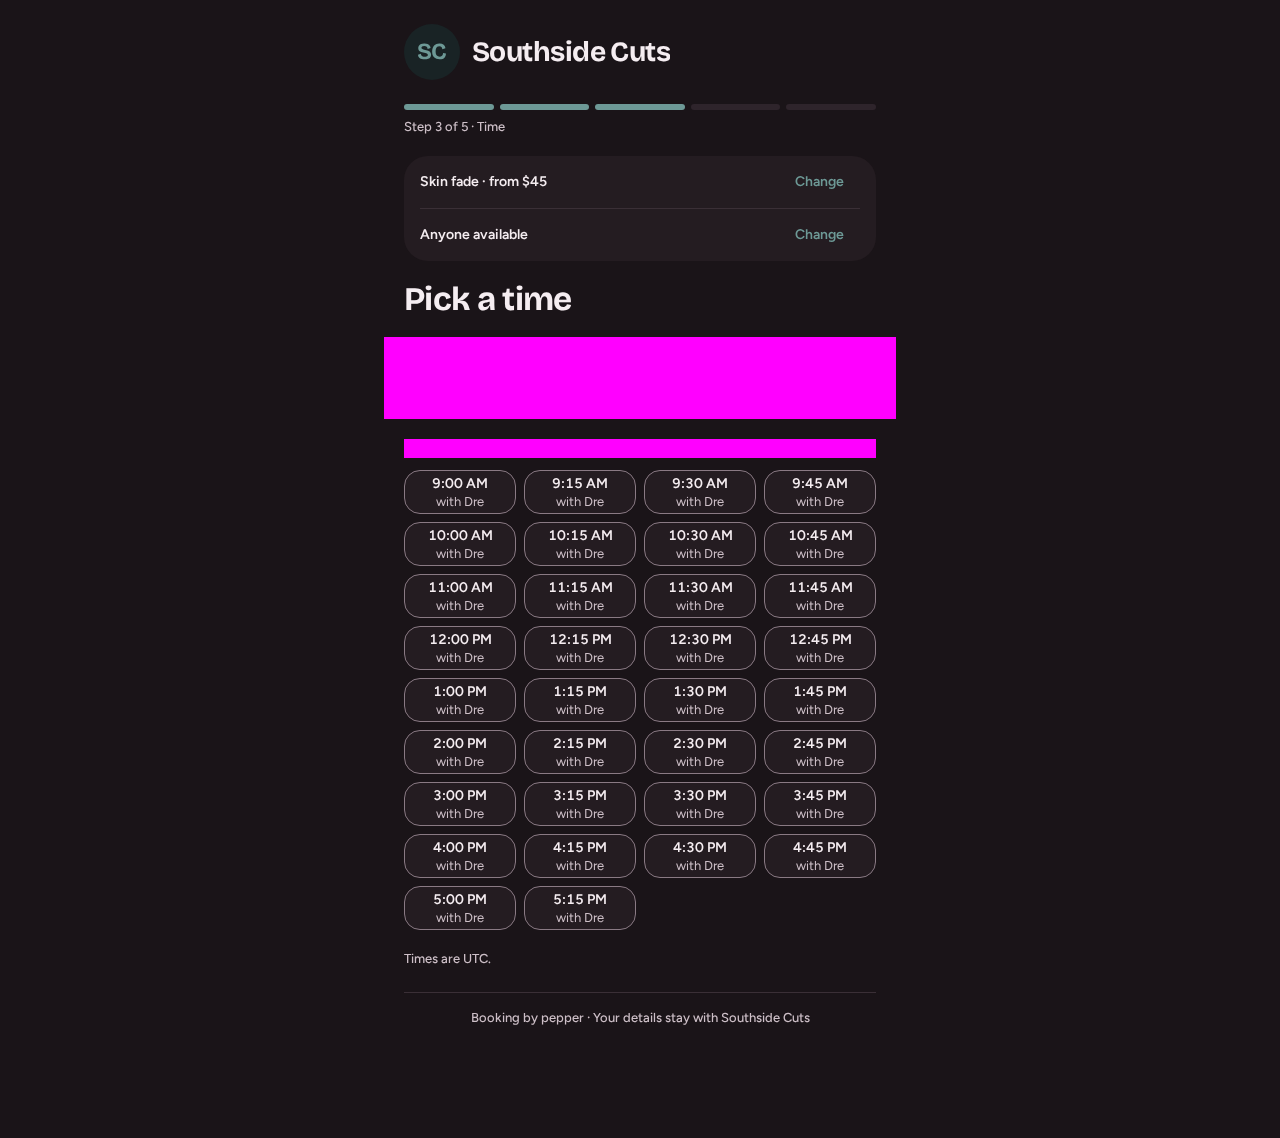 SC
Southside Cuts
Step 3 of 5 · Time
Skin fade · from $45
Change
Anyone available
Change
Pick a time
9:00 AM 9:15 AM 9:30 AM 9:45 AM
with Dre with Dre with Dre with Dre
10:00 AM 10:15 AM 10:30 AM 10:45 AM
with Dre with Dre with Dre with Dre
11:00 AM 11:15 AM 11:30 AM 11:45 AM
with Dre with Dre with Dre with Dre
12:00 PM 12:15 PM 12:30 PM 12:45 PM
with Dre with Dre with Dre with Dre
1:00 PM 1:15 PM 1:30 PM 1:45 PM
with Dre with Dre with Dre with Dre
2:00 PM 2:15 PM 2:30 PM 2:45 PM
with Dre with Dre with Dre with Dre
3:00 PM 3:15 PM 3:30 PM 3:45 PM
with Dre with Dre with Dre with Dre
4:00 PM 4:15 PM 4:30 PM 4:45 PM
with Dre with Dre with Dre with Dre
5:00 PM 5:15 PM
with Dre with Dre
Times are UTC.
Booking by pepper · Your details stay with Southside Cuts